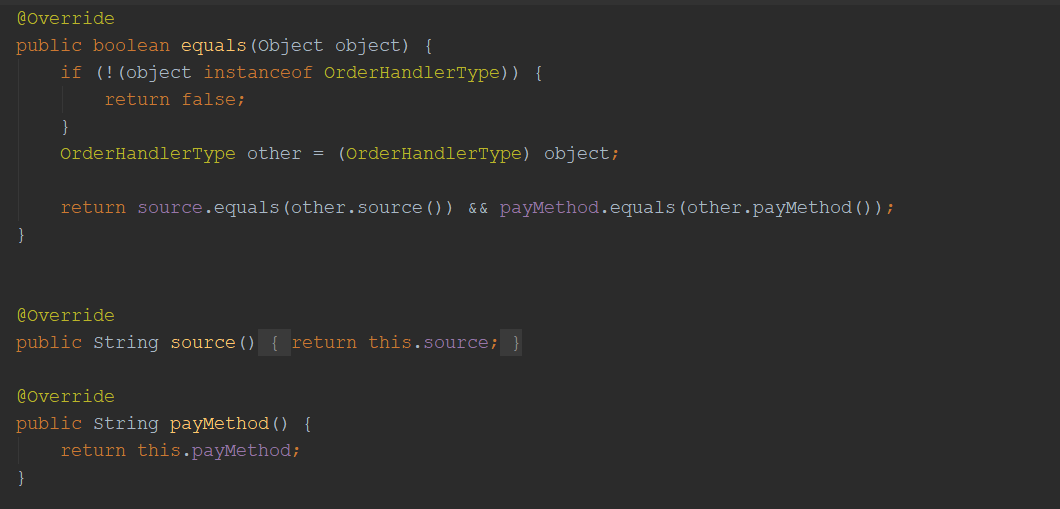 @Override
public boolean equals(Object object) {
    if (!(object instanceof OrderHandlerType)) {
        return false;
    }
    OrderHandlerType other = (OrderHandlerType) object;

    return source.equals(other.source()) && payMethod.equals(other.payMethod());
}

@Override
public String source() { return this.source; }

@Override
public String payMethod() {
    return this.payMethod;
}